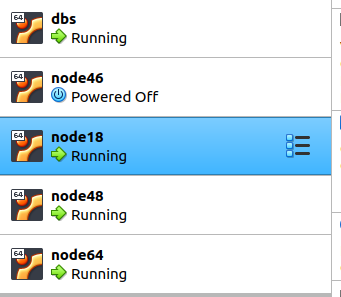 64
dbs
Running
64
node46
Powered Off
64
node18
Running
64
node48
Running
64
node64
Running